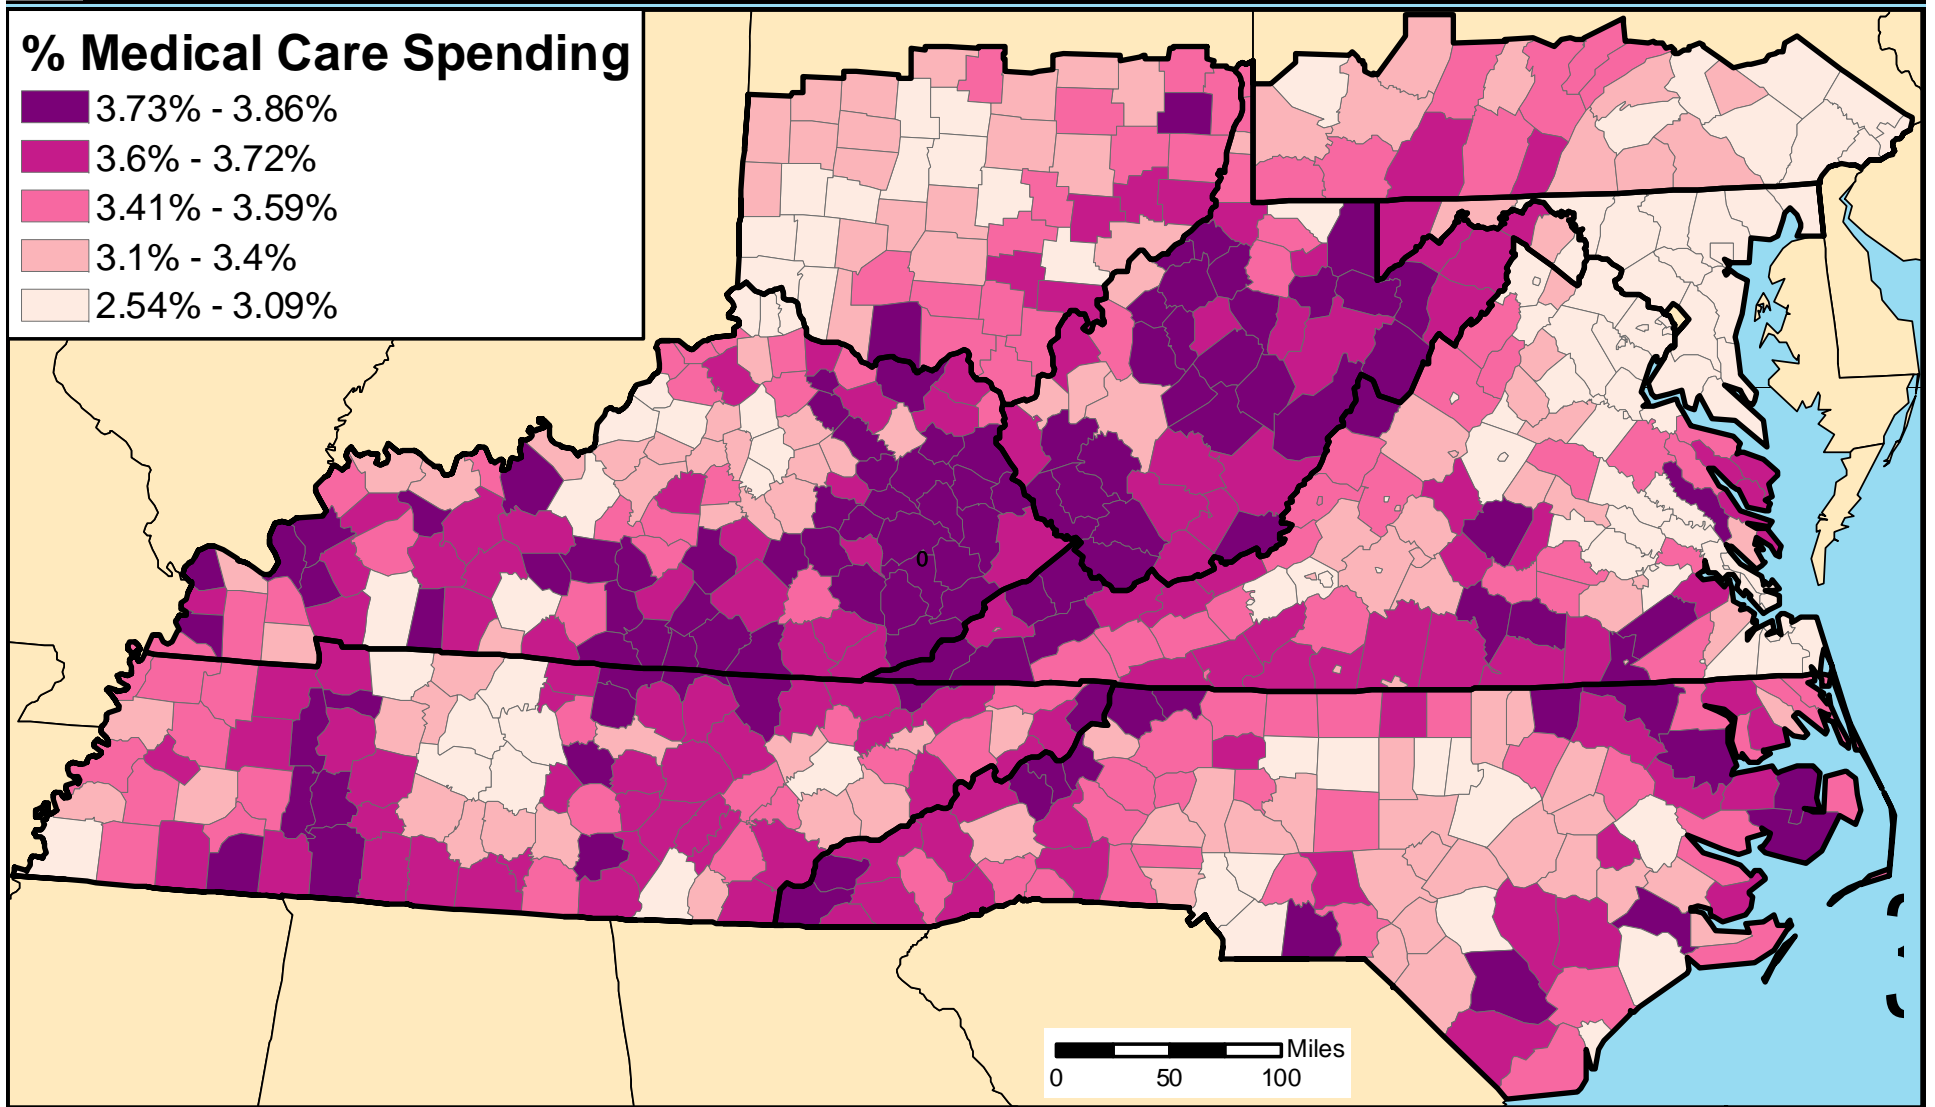 % Medical Care Spending
3.73% - 3.86%
3.6% - 3.72%
3.41% - 3.59%
3.1% - 3.4%
2.54% - 3.09%
0
Miles
0 50 100